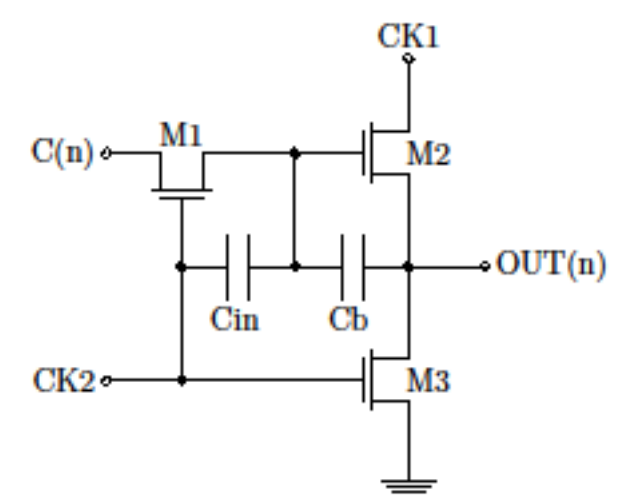 CK1
M1
C(n)
M2
OUT(n)
Cin
Cb
CK2
M3